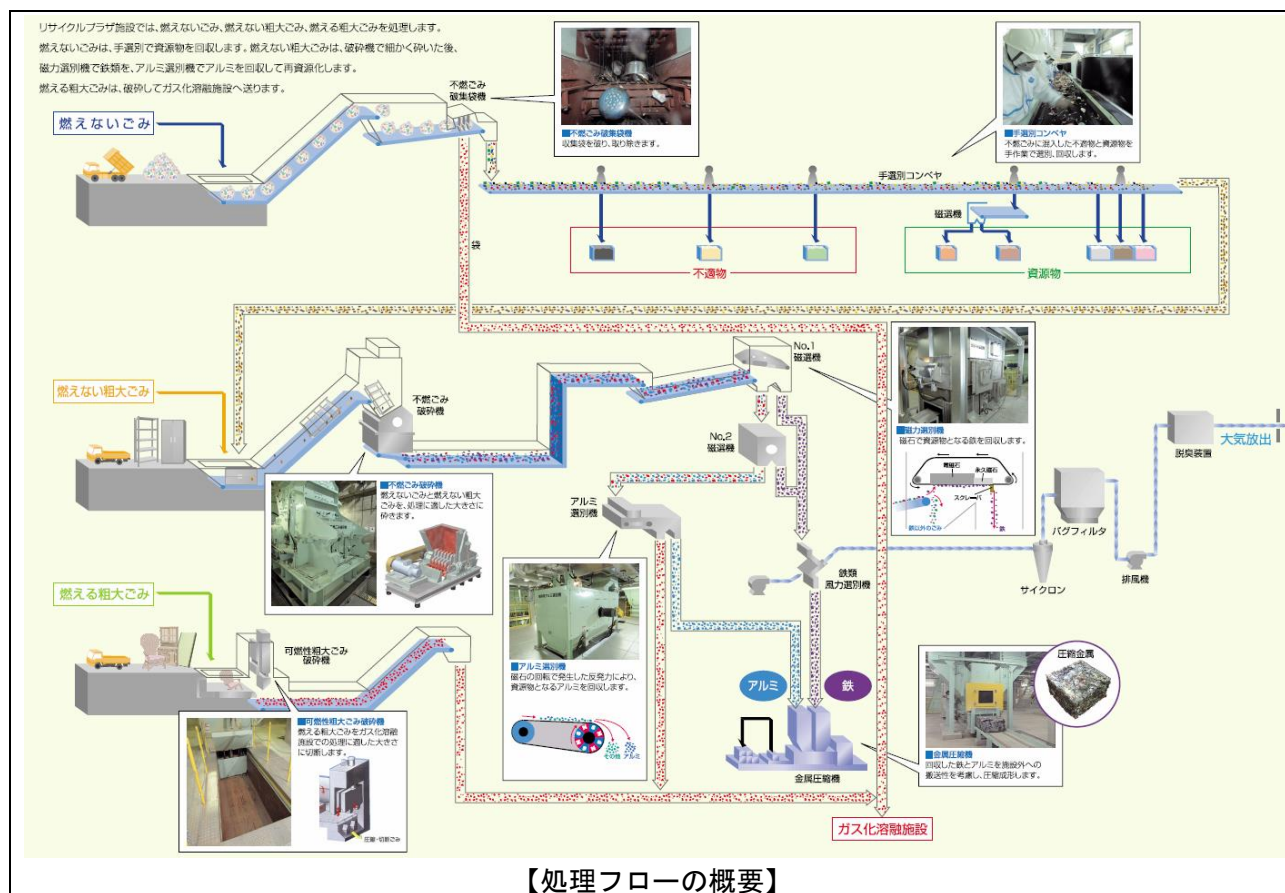 リサイクルプラザ施設では、燃えないごみ、燃えない粗大ごみ、燃える粗大ごみを処理します。
燃えないごみは、手選別で資源物を回収します。燃えない粗大ごみは、破砕機で細かく砕いた後、
磁力選別機で鉄類を、アルミ選別機でアルミを回収して再資源化します。
燃える粗大ごみは、破砕してガス化溶融施設へ送ります。
不燃ごみ
破集袋機
燃えないごみ
■不燃ごみ破集袋機
収集袋を破り、取り除きます。
■手選別コンベヤ
不燃ごみに混入した不適物と資源物を
手作業で選別、回収します。
手選別コンベヤ
磁選機
袋
不適物
資源物
燃えない粗大ごみ
不燃ごみ
破砕機
No.1
磁選機
No.2
磁選機
■磁力選別機
磁石で資源物となる鉄を回収します。
電磁石
永久磁石
スクレーパ
鉄以外のごみ
鉄
大気放出
脱臭装置
バグフィルタ
排風機
サイクロン
■不燃ごみ破砕機
燃えないごみと燃えない粗大
ごみを、処理に適した大きさに
砕きます。
アルミ
選別機
鉄類
風力選別機
燃える粗大ごみ
可燃性粗大ごみ
破砕機
■アルミ選別機
磁石の回転で発生した反発力により、
資源物となるアルミを回収します。
その他
アルミ
アルミ
鉄
圧縮金属
■可燃性粗大ごみ破砕機
燃える粗大ごみをガス化溶融
施設での処理に適した大きさ
に切断します。
圧縮・切断ごみ
金属圧縮機
■金属圧縮機
回収した鉄とアルミを施設外への
搬送性を考慮し、圧縮成形します。
ガス化溶融施設
【処理フローの概要】